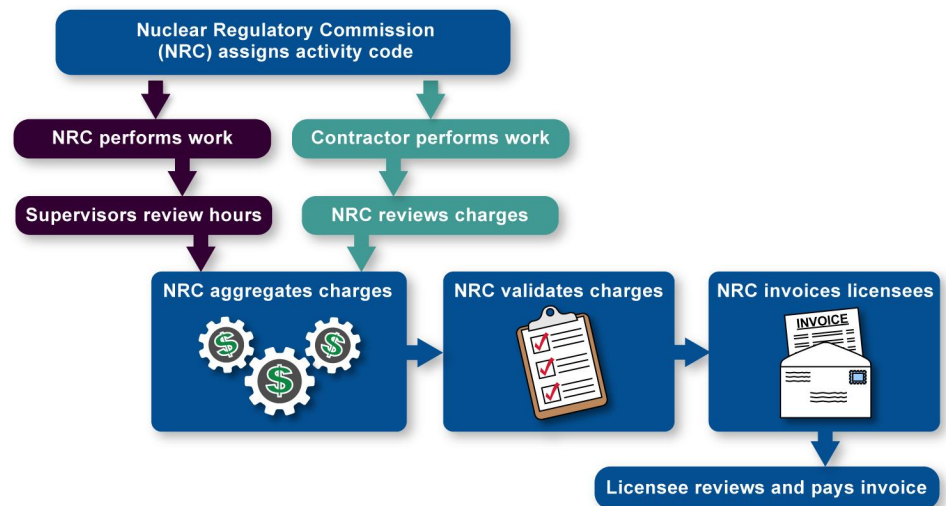 Nuclear Regulatory Commission
(NRC) assigns activity code
NRC performs work
Contractor performs work
Supervisors review hours
NRC reviews charges
NRC aggregates charges
$
$
$
NRC validates charges
NRC invoices licensees
INVOICE
Licensee reviews and pays invoice